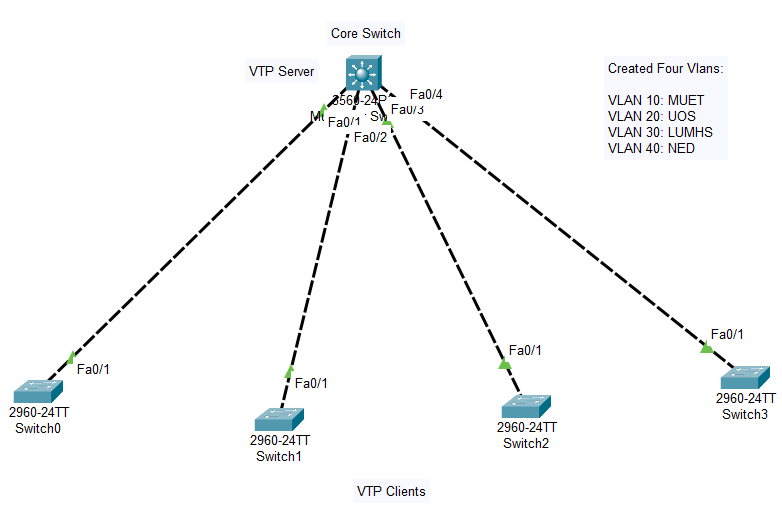 Core Switch
VTP Server
Created Four Vlans:
VLAN 10: MUET
VLAN 20: UOS
VLAN 30: LUMHS
VLAN 40: NED
Fa0/4
Fa0/3
Fa0/1
Fa0/2
Fa0/1
2960-24TT
Switch0
Fa0/1
2960-24TT
Switch1
Fa0/1
2960-24TT
Switch2
Fa0/1
2960-24TT
Switch3
VTP Clients